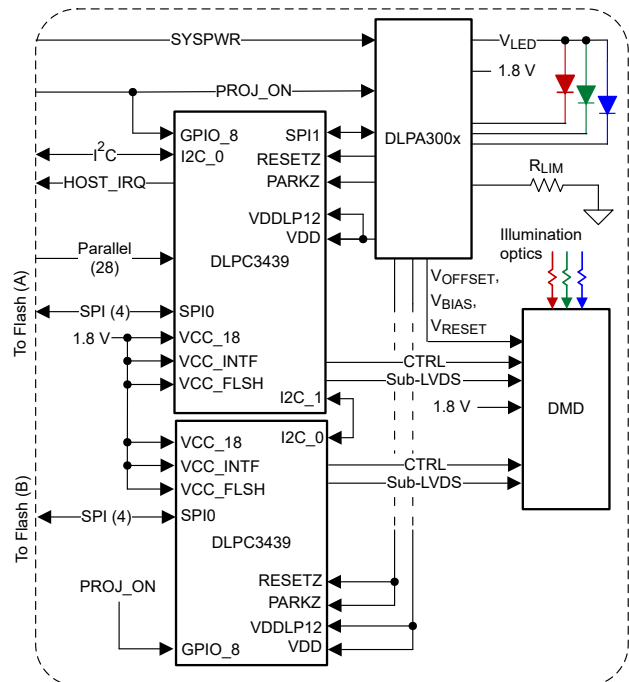 SYSPWR
PROJ_ON
DLPA300x
VLED
1.8 V
RLIM
GPIO_8
SPI1
I²C
I2C_0
RESETZ
HOST_IRQ
PARKZ
VDDLP12
VDD
Parallel
(28)
DLPC3439
Illumination
optics
VOFFSET,
VBIAS,
VRESET
To Flash (A)
SPI (4)
SPI0
1.8 V
VCC_18
VCC_INTF
VCC_FLSH
CTRL
Sub-LVDS
I2C_1
1.8 V
DMD
I2C_0
VCC_18
VCC_INTF
VCC_FLSH
CTRL
Sub-LVDS
To Flash (B)
SPI (4)
SPI0
DLPC3439
RESETZ
PROJ_ON
PARKZ
VDDLP12
GPIO_8
VDD